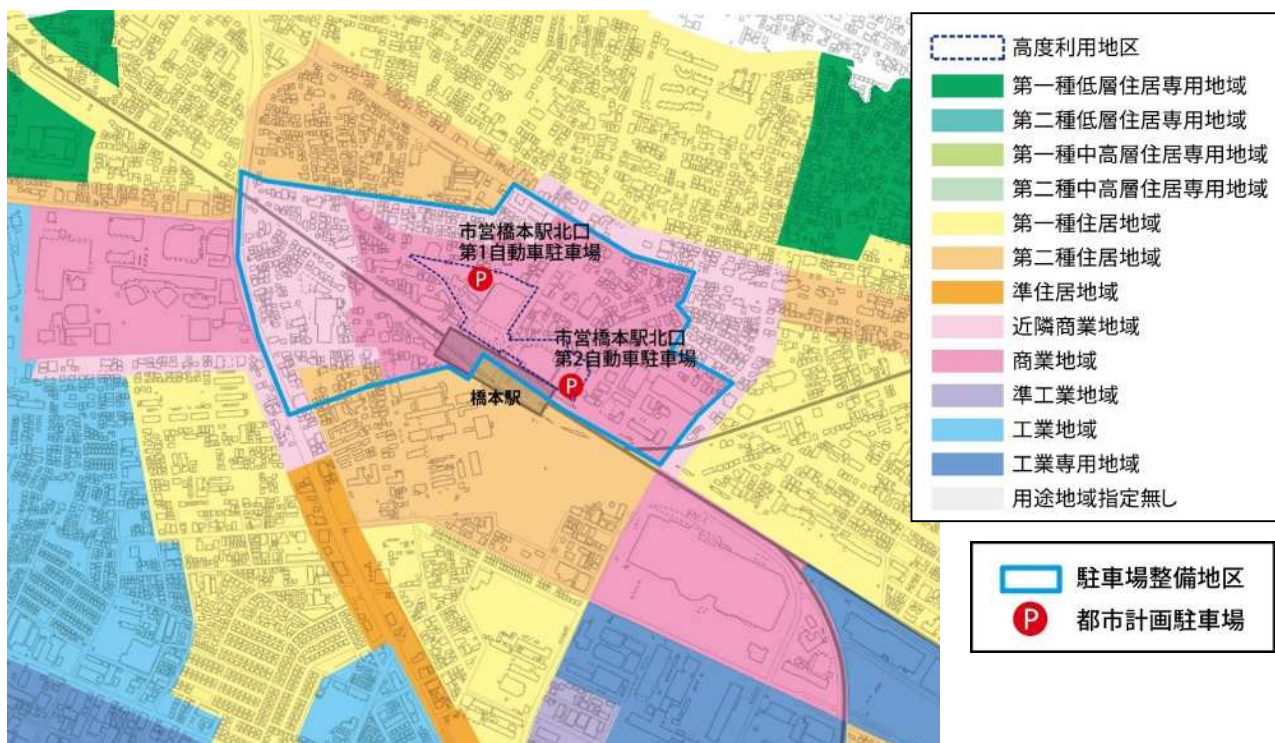 市営橋本駅北口
第1自動車駐車場
P
市営橋本駅北口
第2自動車駐車場
P
橋本駅
高度利用地区
第一種低層住居専用地域
第二種低層住居専用地域
第一種中高層住居専用地域
第二種中高層住居専用地域
第一種住居地域
第二種住居地域
準住居地域
近隣商業地域
商業地域
準工業地域
工業地域
工業専用地域
用途地域指定無し
駐車場整備地区
P 都市計画駐車場